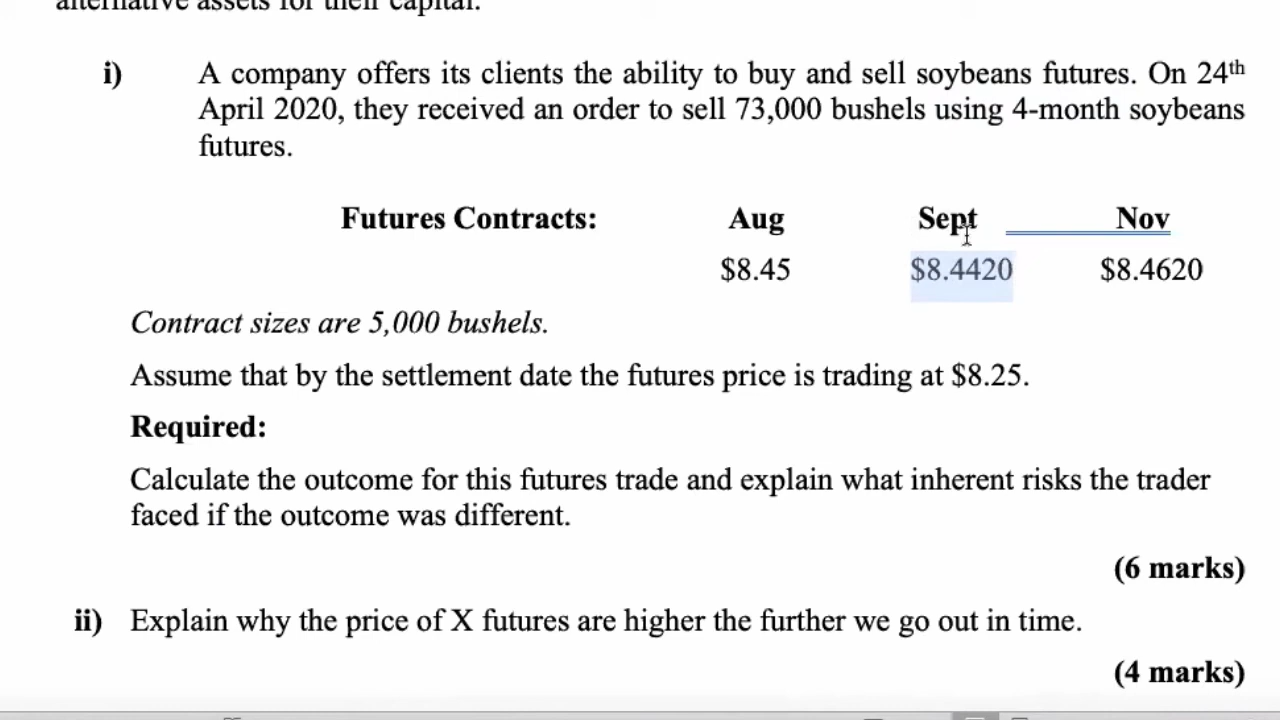 alternative assets for their capital.
i) A company offers its clients the ability to buy and sell soybeans futures. On 24th
April 2020, they received an order to sell 73,000 bushels using 4-month soybeans
futures.
Futures Contracts: Aug Sept Nov
$8.45 $8.4420 $8.4620
Contract sizes are 5,000 bushels.
Assume that by the settlement date the futures price is trading at $8.25.
Required:
Calculate the outcome for this futures trade and explain what inherent risks the trader
faced if the outcome was different.
(6 marks)
ii) Explain why the price of X futures are higher the further we go out in time.
(4 marks)